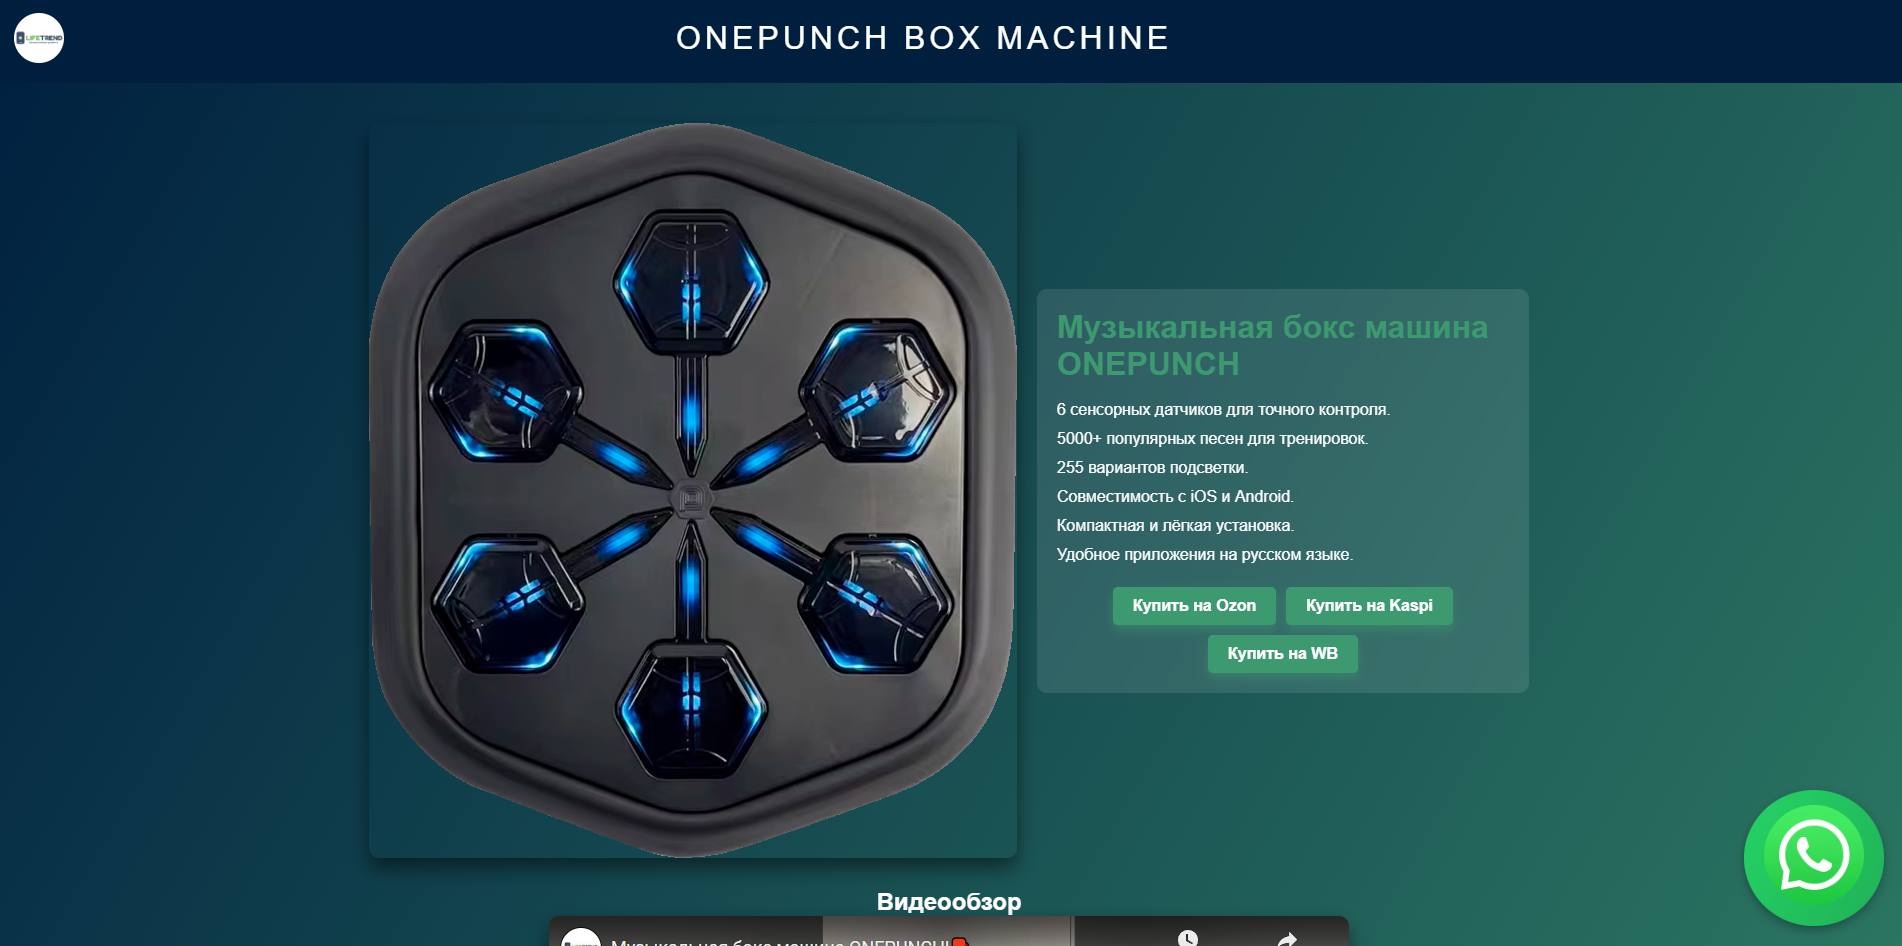 LIFETREND
ONEPUNCH BOX MACHINE
Музыкальная бокс машина
ONEPUNCH
6 сенсорных датчиков для точного контроля.
5000+ популярных песен для тренировок.
255 вариантов подсветки.
Совместимость с iOS и Android.
Компактная и лёгкая установка.
Удобное приложения на русском языке.
Купить на Ozon
Купить на Kaspi
Купить на WB
Видеообзор
Музыкальная бокс машина ONEPUNCH!